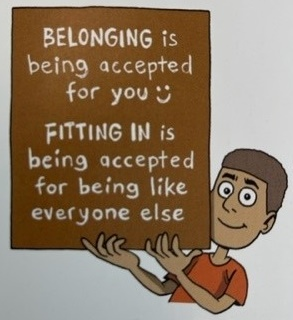 BELONGING is
being accepted
for you :)
FITTING IN is
being accepted
for being like
everyone else